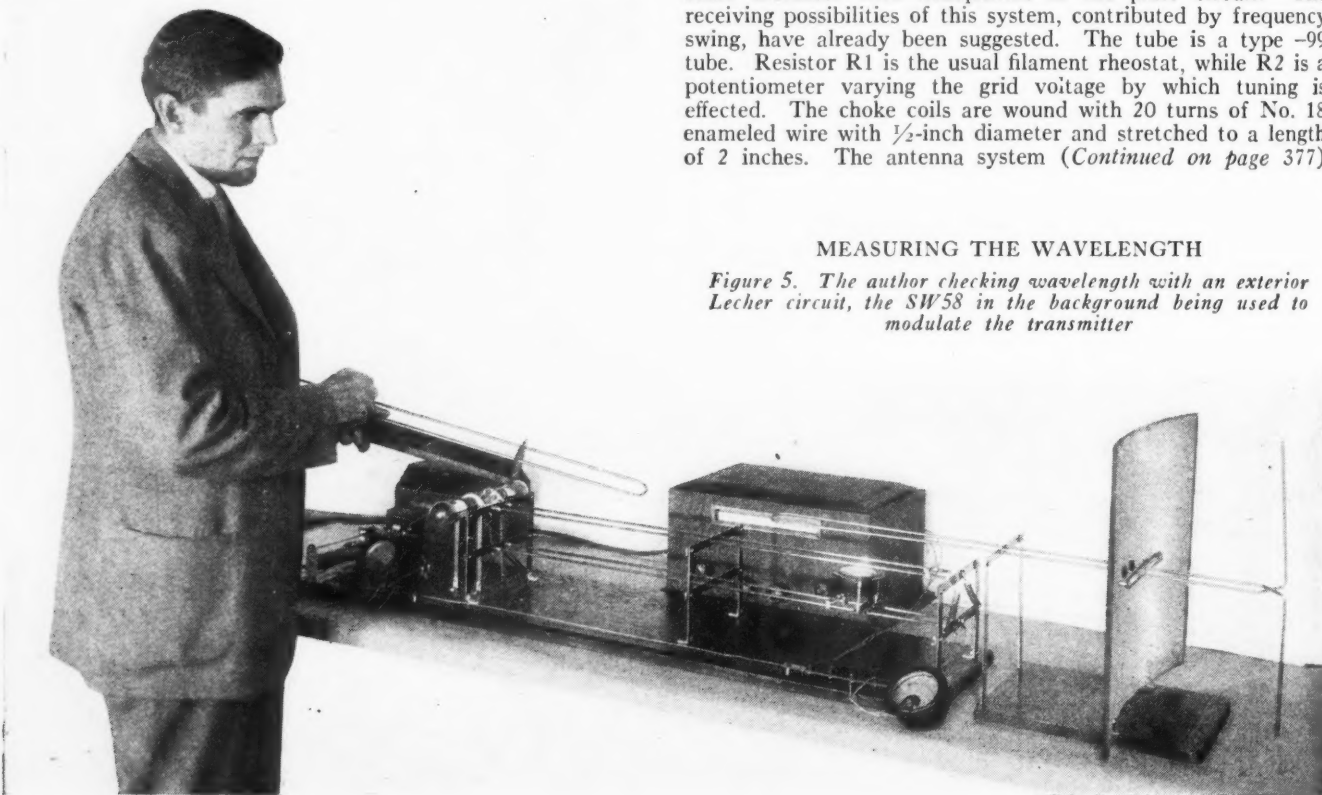 receiving possibilities of this system, contributed by frequency
swing, have already been suggested. The tube is a type –99
tube. Resistor R1 is the usual filament rheostat, while R2 is a
potentiometer varying the grid voltage by which tuning is
effected. The choke coils are wound with 20 turns of No. 18
enameled wire with ½-inch diameter and stretched to a length
of 2 inches. The antenna system (Continued on page 377)
MEASURING THE WAVELENGTH
Figure 5. The author checking wavelength with an exterior
Lecher circuit, the SW58 in the background being used to
modulate the transmitter